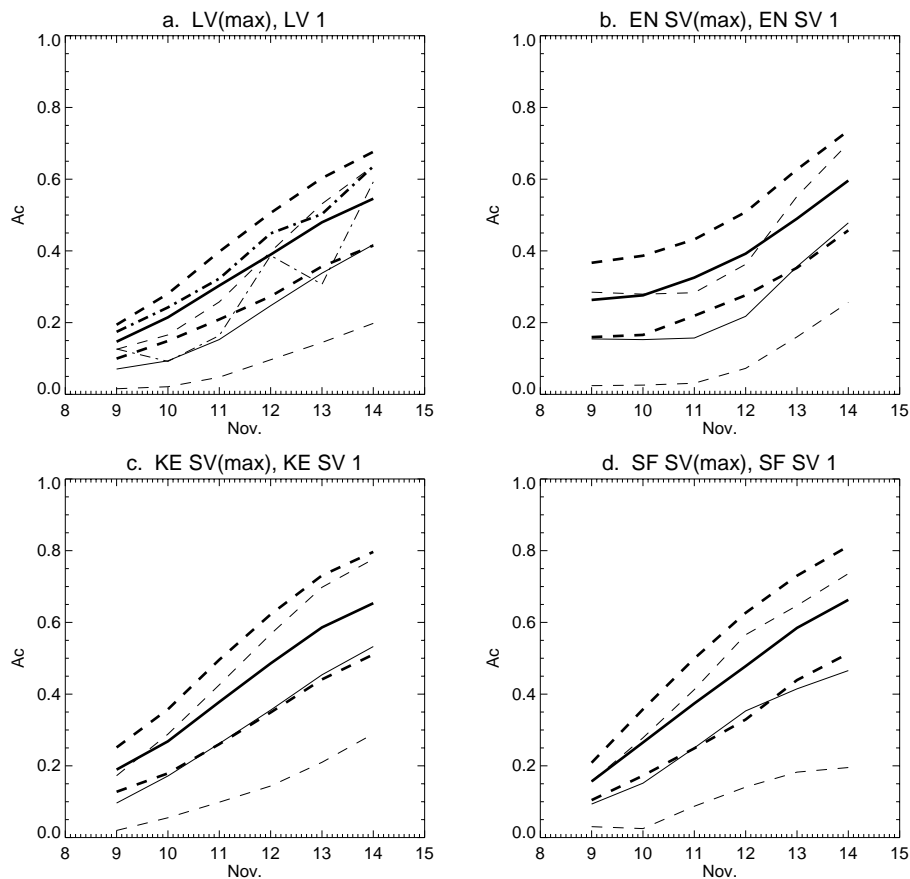 a. LV(max), LV 1
1.0
0.8
0.6
0.4
0.2
0.0
Ac
8 9 10 11 12 13 14 15
Nov.
b. EN SV(max), EN SV 1
1.0
0.8
0.6
0.4
0.2
0.0
Ac
8 9 10 11 12 13 14 15
Nov.
c. KE SV(max), KE SV 1
1.0
0.8
0.6
0.4
0.2
0.0
Ac
8 9 10 11 12 13 14 15
Nov.
d. SF SV(max), SF SV 1
1.0
0.8
0.6
0.4
0.2
0.0
Ac
8 9 10 11 12 13 14 15
Nov.